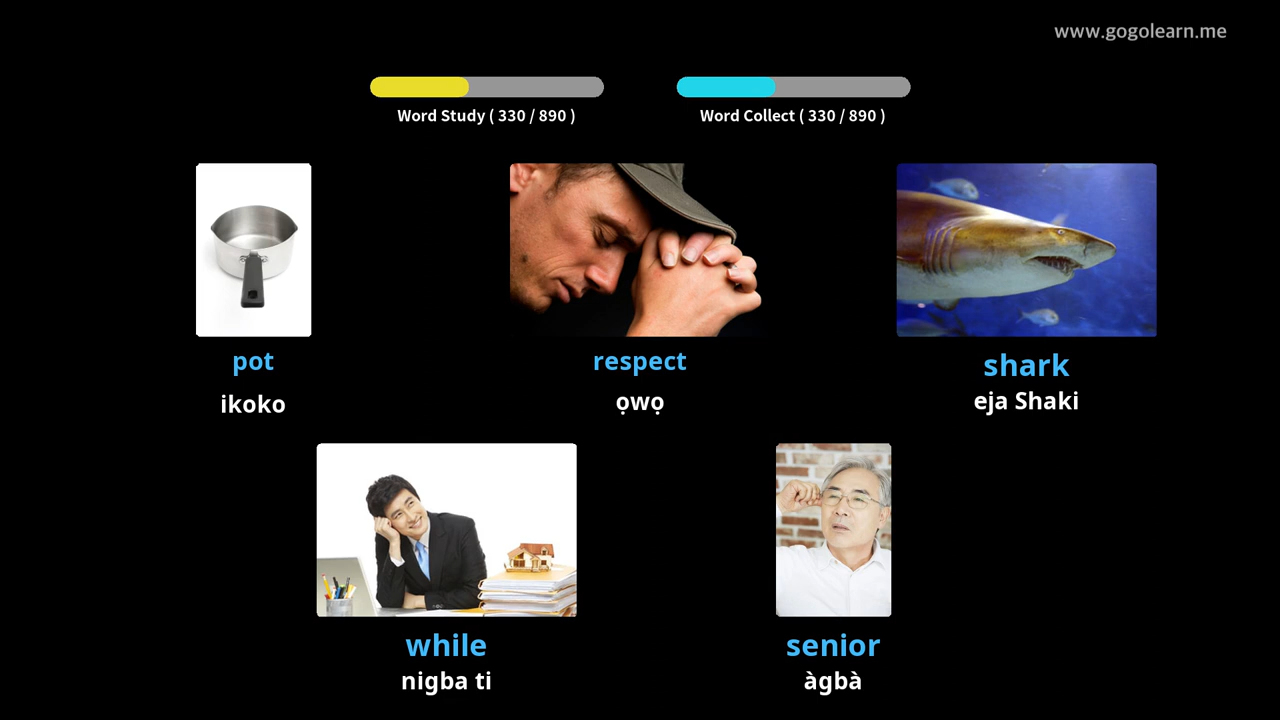 www.gogolearn.me
Word Study ( 330 / 890 )
Word Collect ( 330 / 890 )
pot
ikoko
respect
ọwọ
shark
eja Shaki
while
nigba ti
senior
àgbà